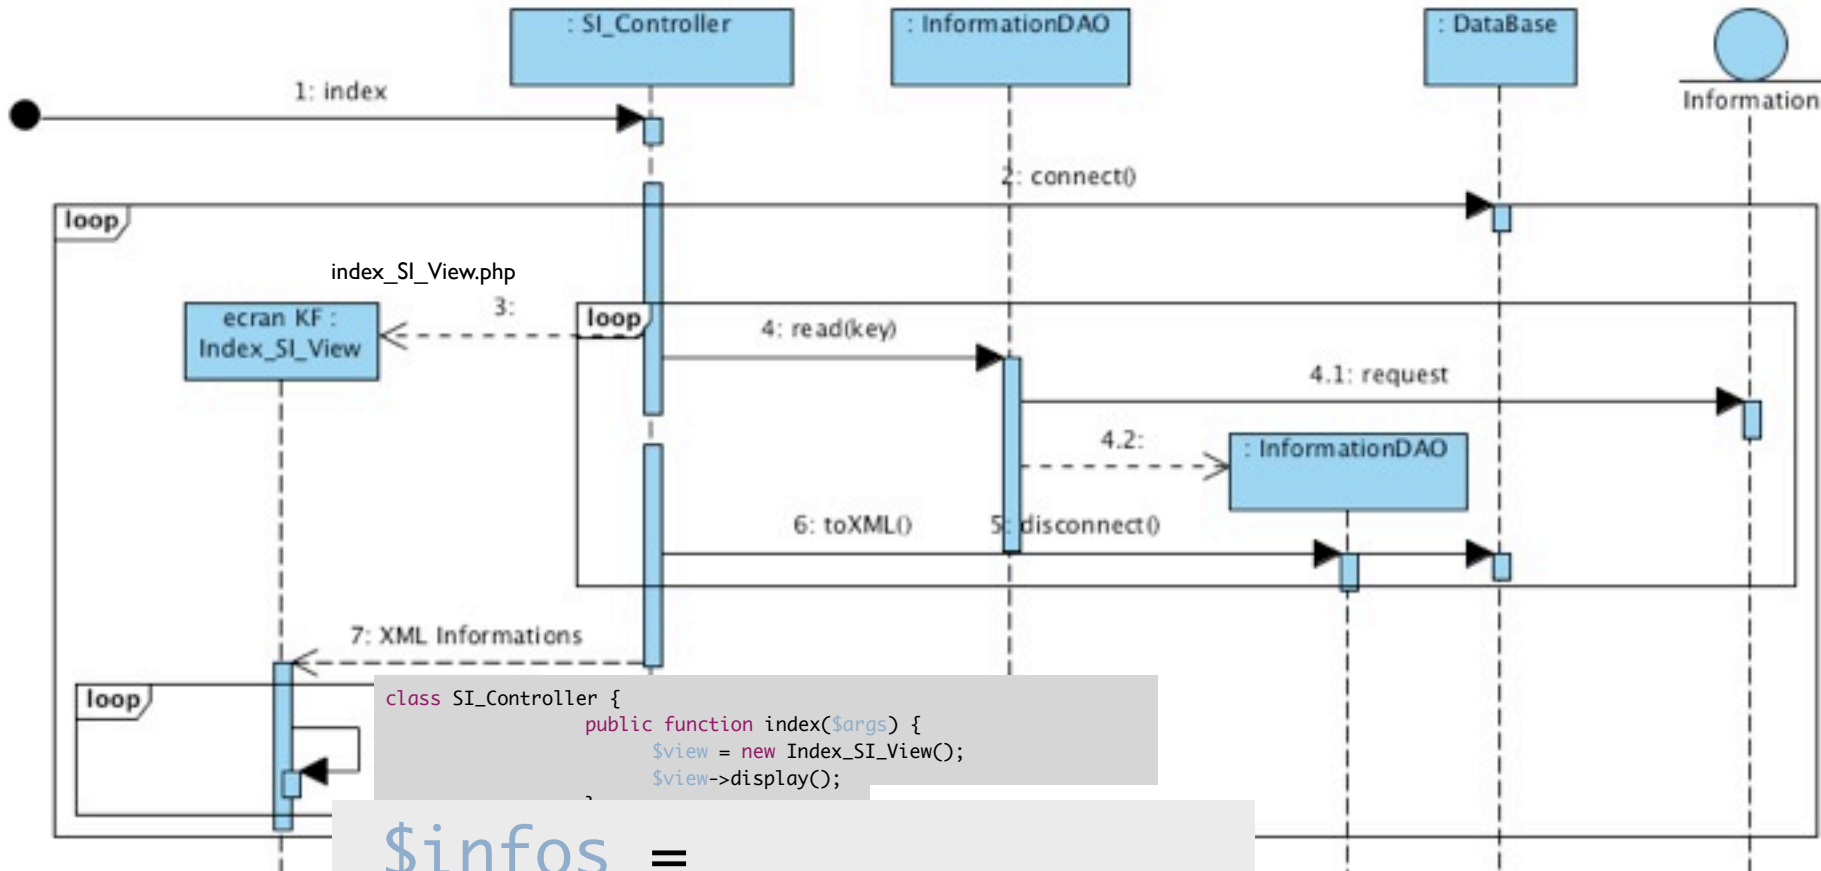 : SI_Controller
: InformationDAO
: DataBase
Information
1: index
2: connect()
loop
index_SI_View.php
3:
ecran KF :
Index_SI_View
loop
4: read(key)
4.1: request
4.2:
: InformationDAO
6: toXML()
5: disconnect()
7: XML Informations
loop
class SI_Controller {
public function index($args) {
$view = new Index_SI_View();
$view->display();
}
$infos =